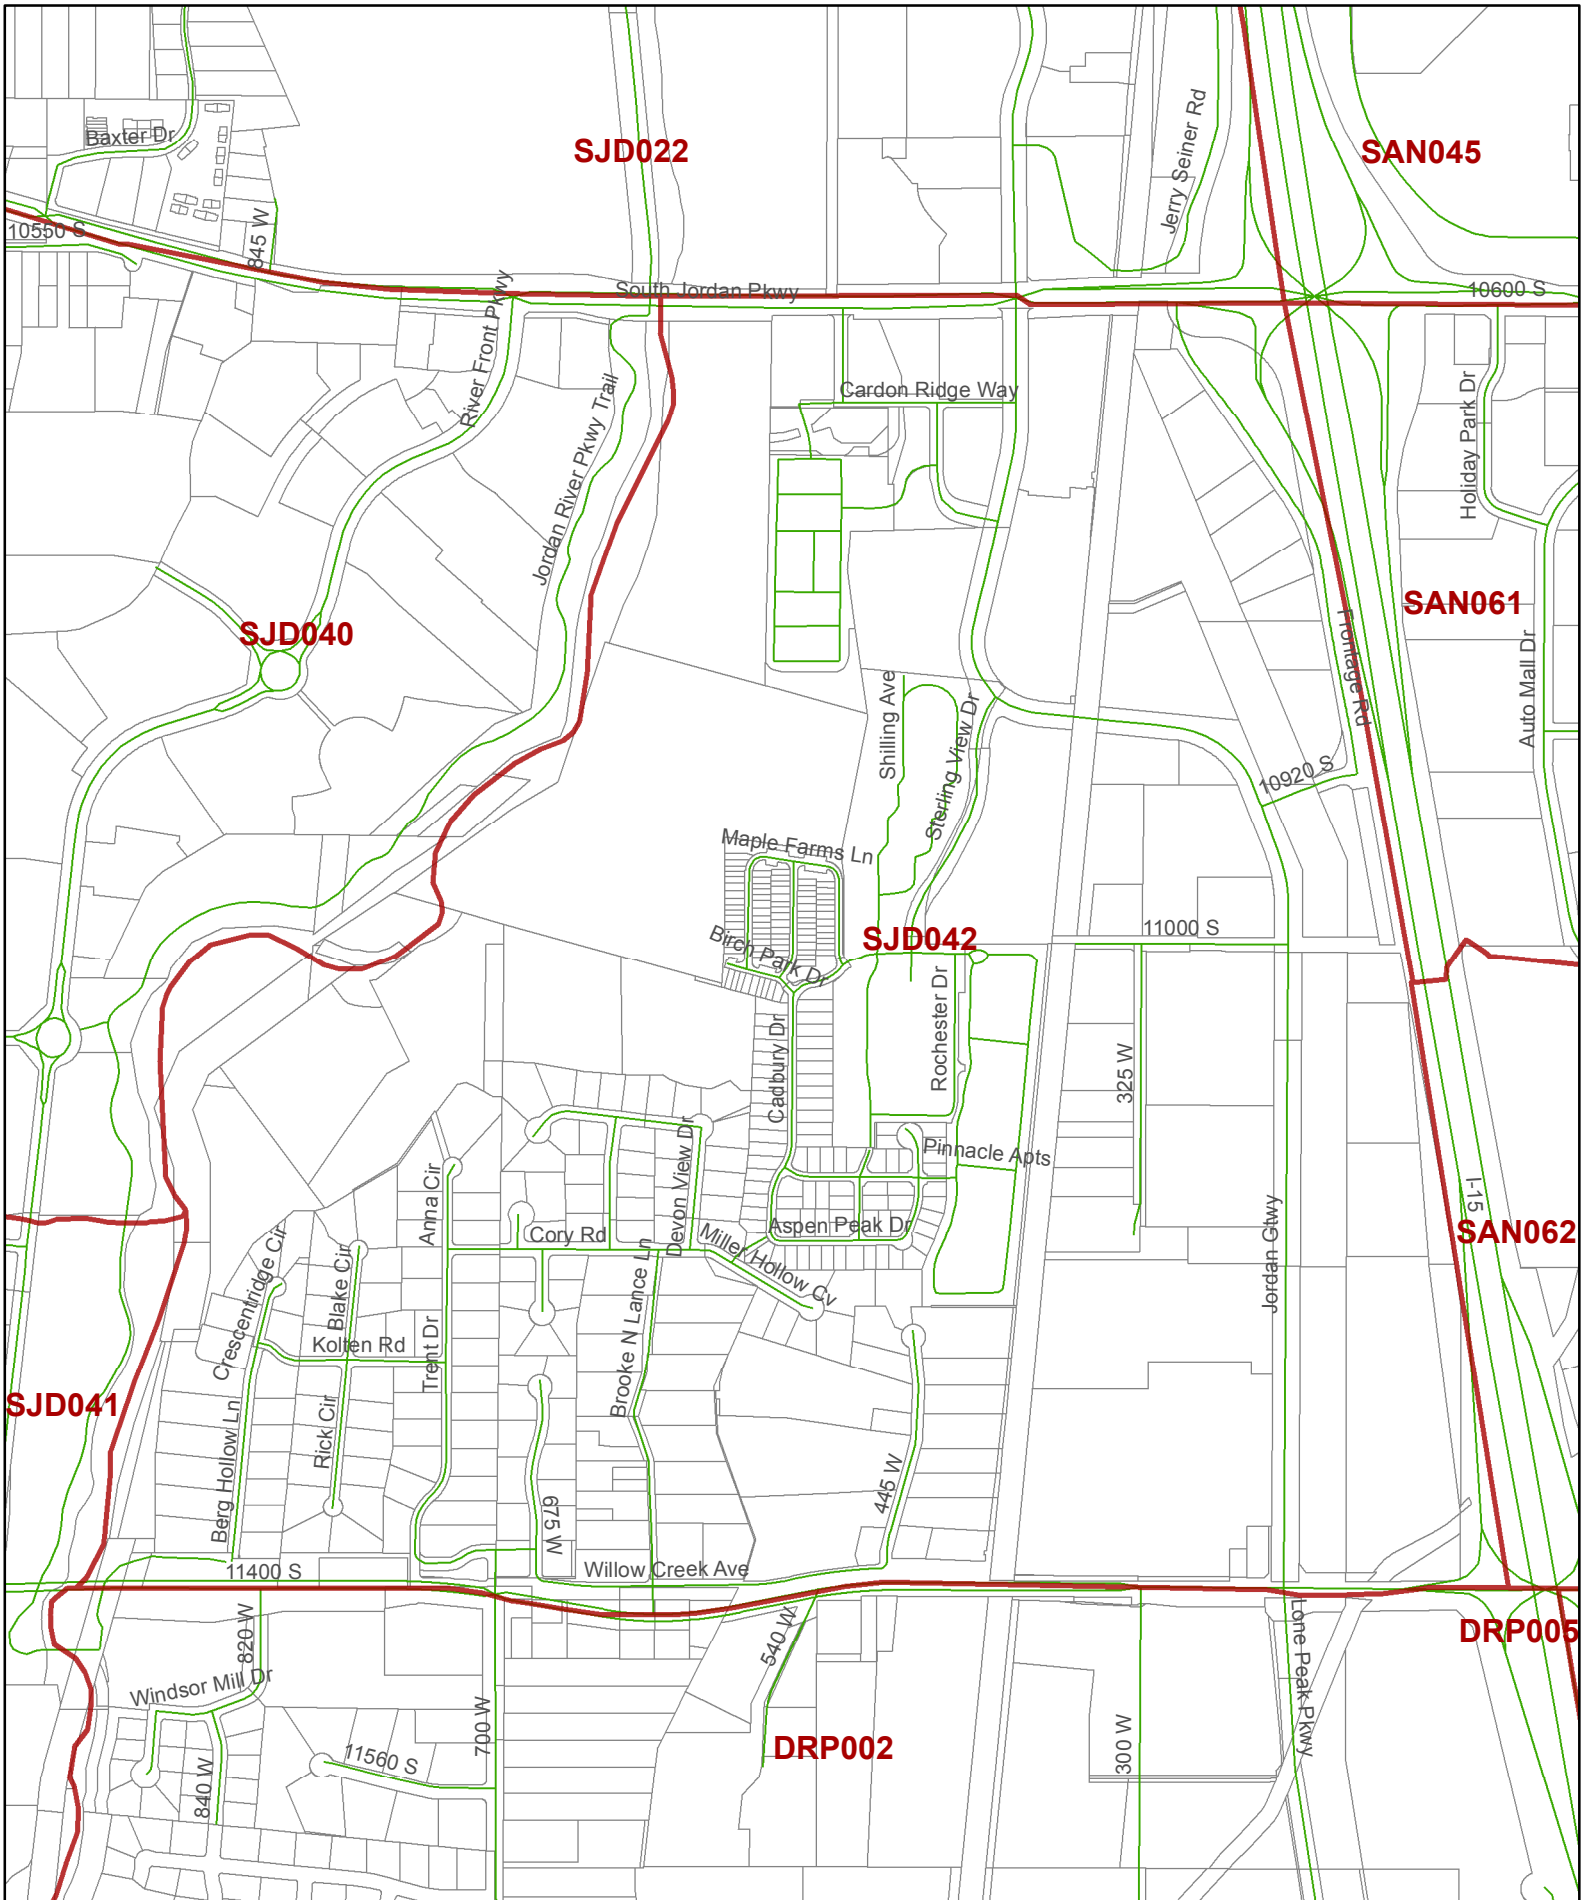 Baxter Dr
SJD022
SAN045
Jerry Seiner Rd
10550 S
845 W
River Front Pkwy
South Jordan Pkwy
10600 S
Cardon Ridge Way
Holiday Park Dr
Jordan River Pkwy Trail
SJD040
SAN061
Frontage Rd
Auto Mall Dr
Shilling Ave
Sterling View Dr
10920 S
Maple Farms Ln
Birch Park Dr
SJD042
11000 S
Rochester Dr
Cadbury Dr
325 W
Pinnacle Apts
Devon View Dr
Anna Cir
I-15
Cory Rd
Miller Hollow Cv
Aspen Peak Dr
Jordan Gtwy
SAN062
Crescentridge Cir
Blake Cir
Kolten Rd
Trent Dr
Brooke N Lance Ln
SJD041
Berg Hollow Ln
Rick Cir
675 W
445 W
11400 S
Willow Creek Ave
820 W
540 W
Lone Peak Pkwy
DRP005
Windsor Mill Dr
700 W
DRP002
300 W
840 W
11560 S